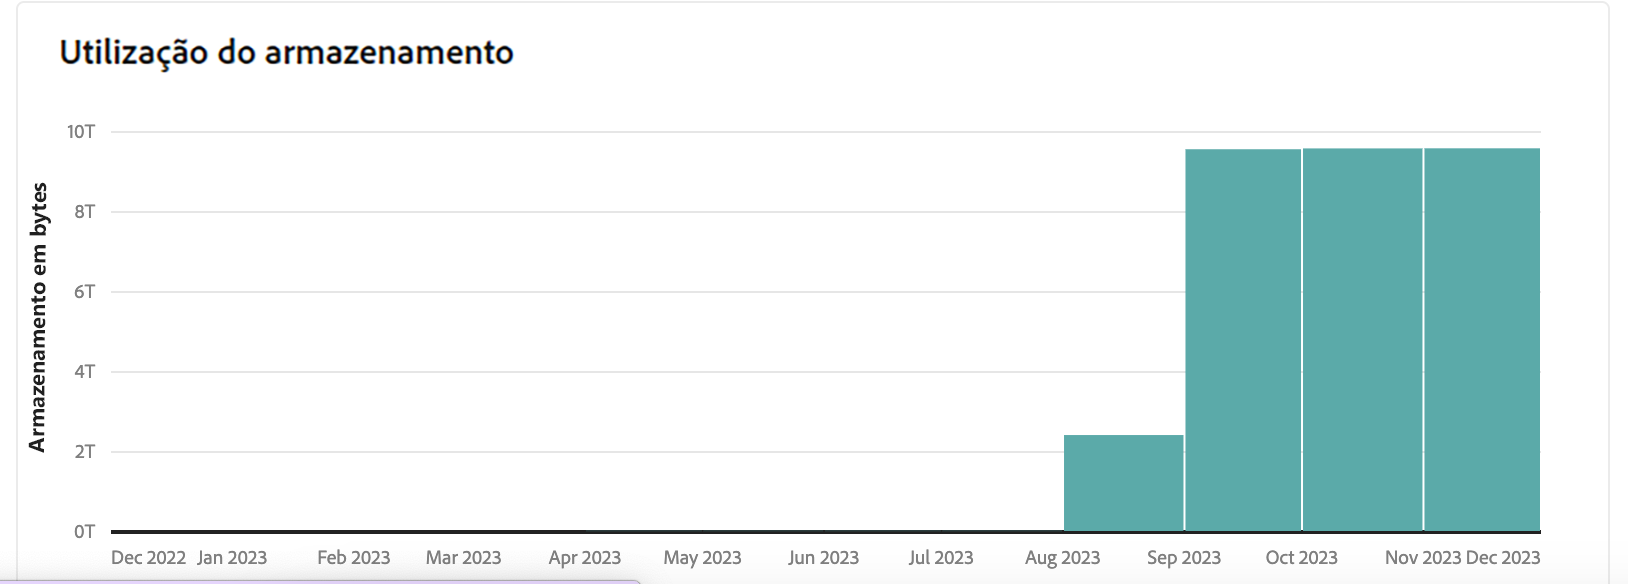 Utilização do armazenamento
Armazenamento em bytes
10T
8T
6T
4T
2T
0T
Dec 2022 Jan 2023 Feb 2023 Mar 2023 Apr 2023 May 2023 Jun 2023 Jul 2023 Aug 2023 Sep 2023 Oct 2023 Nov 2023 Dec 2023